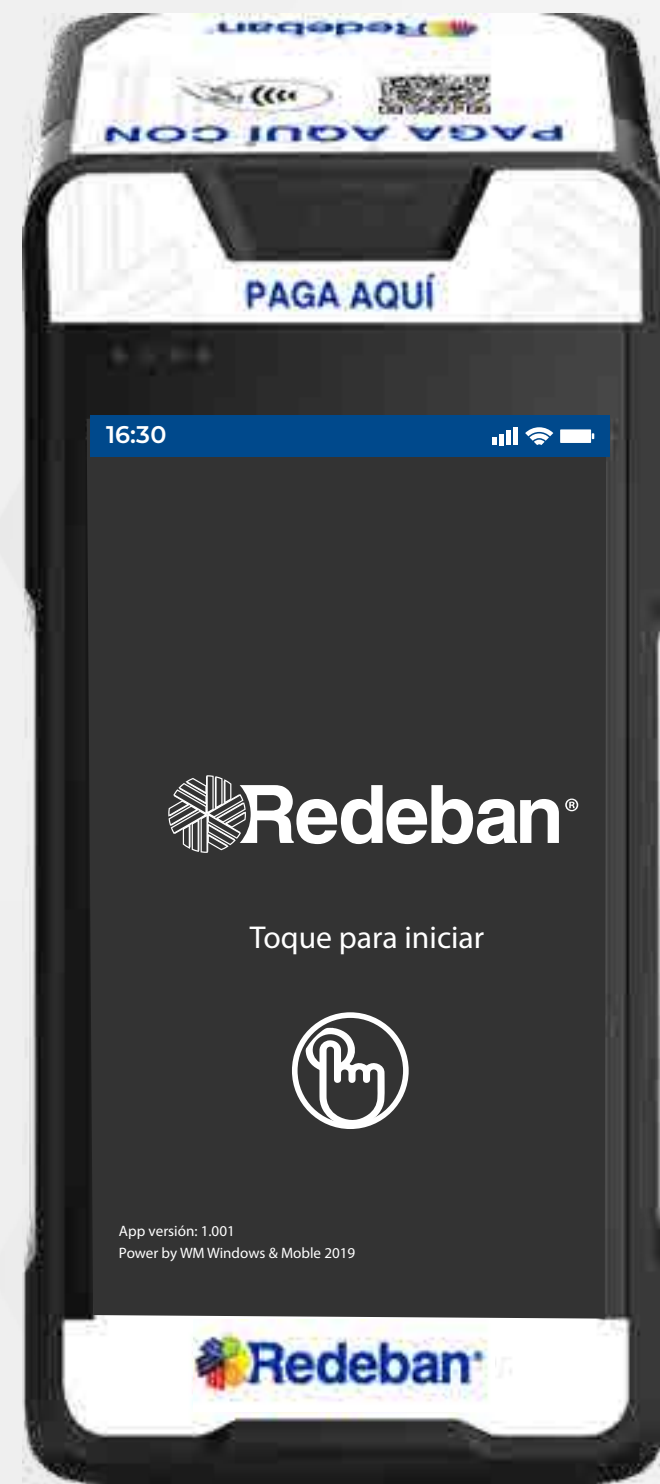 Redeban
PAGA AQUÍ CON
PAGA AQUÍ
16:30
Redeban®
Toque para iniciar
App versión: 1.001
Power by WM Windows & Moble 2019
Redeban